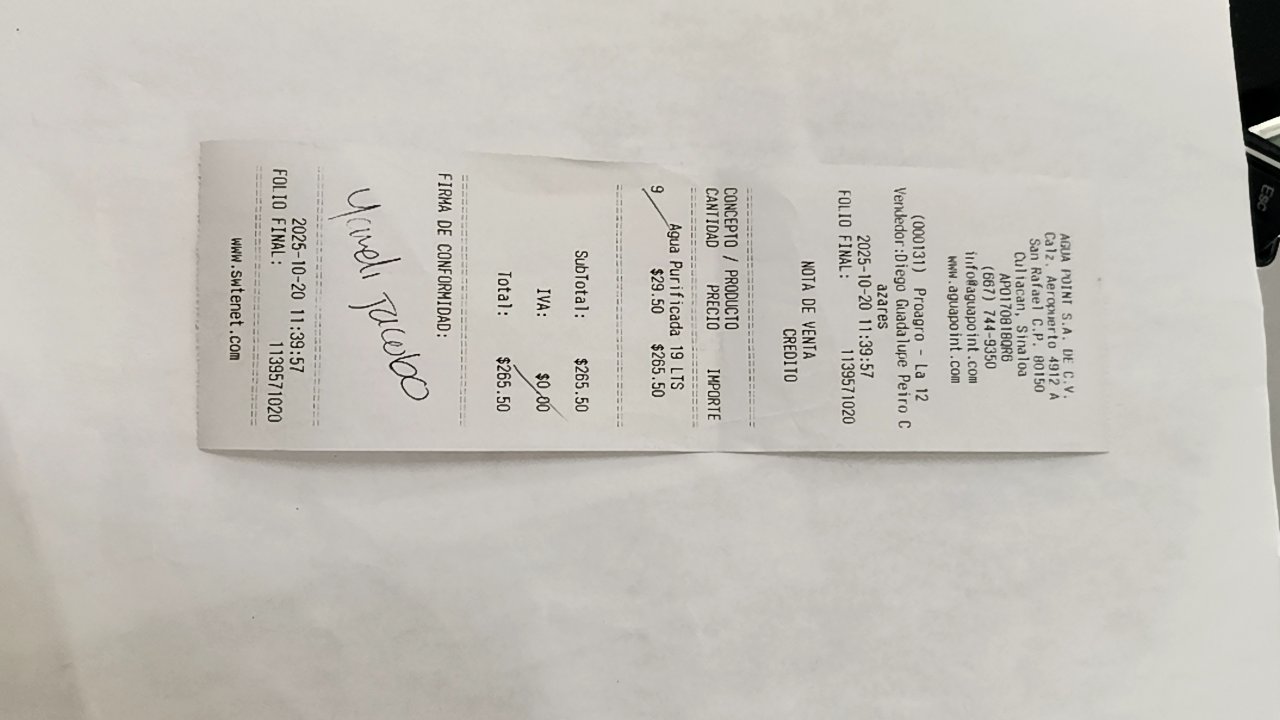 AGUA POINT S.A. DE C.V.
Calz. Aeropuerto 4912 A
San Rafael C.P. 80150
Culiacan, Sinaloa
APO170818QR6
(667) 744-9350
info@aguapoint.com
www.aguapoint.com
(000131) Proagro - La 12
Vendedor:Diego Guadalupe Peiro C
azares
2025-10-20 11:39:57
FOLIO FINAL: 1139571020
NOTA DE VENTA
CREDITO
CONCEPTO / PRODUCTO
CANTIDAD PRECIO IMPORTE
Agua Purificada 19 LTS
9 $29.50 $265.50
SubTotal: $265.50
IVA: $0.00
Total: $265.50
FIRMA DE CONFORMIDAD:
Yaneli Jacobo
2025-10-20 11:39:57
FOLIO FINAL: 1139571020
www.swtenet.com
Esc